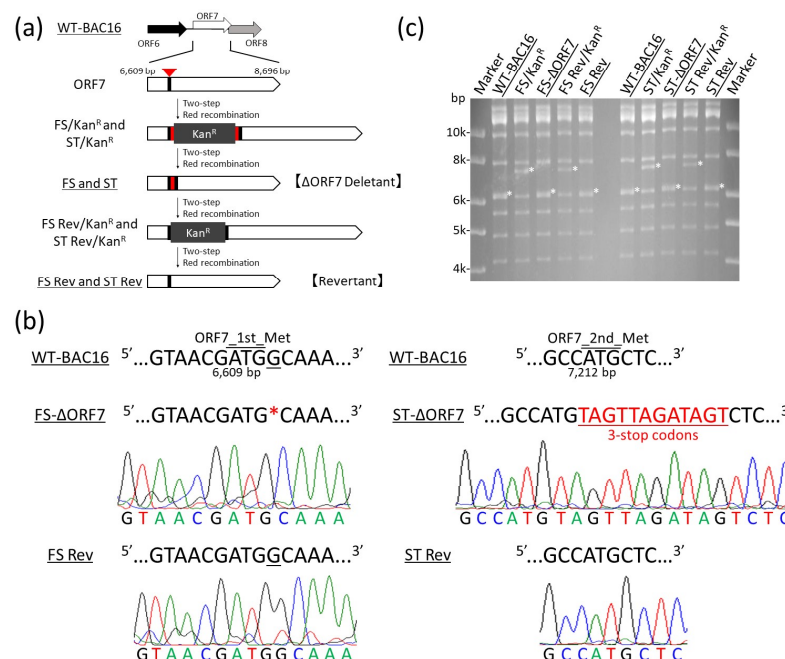 (a)
WT-BAC16
ORF7
ORF6
ORF8
6,609 bp
8,696 bp
ORF7
Two-step
Red recombination
FS/Kanᴿ and
ST/Kanᴿ
Kanᴿ
Two-step
Red recombination
FS and ST
【ΔORF7 Deletant】
Two-step
Red recombination
FS Rev/Kanᴿ and
ST Rev/Kanᴿ
Kanᴿ
Two-step
Red recombination
FS Rev and ST Rev
【Revertant】
(c)
Marker
WT-BAC16
FS/Kanᴿ
FS-ΔORF7
FS Rev/Kanᴿ
FS Rev
WT-BAC16
ST/Kanᴿ
ST-ΔORF7
ST Rev/Kanᴿ
ST Rev
Marker
bp
10k
8k
6k
5k
4k
* * * * * * * *
(b)
ORF7_1st_Met
WT-BAC16
5′...GTAACGATGGCAAA...3′
6,609 bp
FS-ΔORF7
5′...GTAACGATG*CAAA...3′
G T A A C G A T G C A A A
FS Rev
5′...GTAACGATGGCAAA...3′
G T A A C G A T G G C A A A
ORF7_2nd_Met
WT-BAC16
5′...GCCATGCTC...3′
7,212 bp
ST-ΔORF7
5′...GCCATGTAGTTAGATAGTCTC...3′
3-stop codons
G C C A T G T A G T T A G A T A G T C T C
ST Rev
5′...GCCATGCTC...3′
G C C A T G C T C